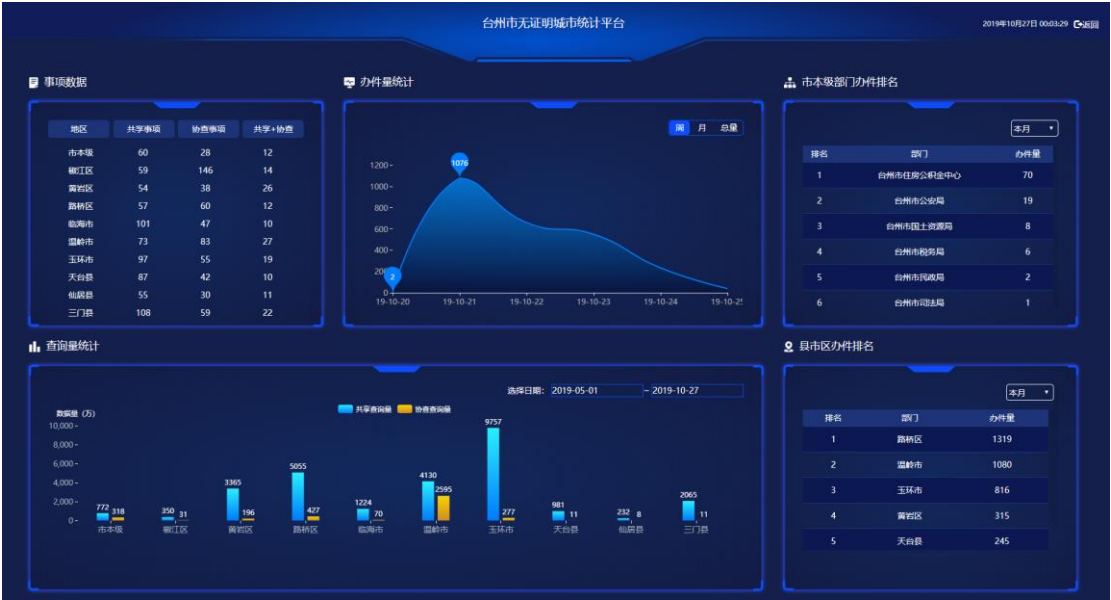 台州市无证明城市统计平台
2019年10月27日 00:03:29 返回
事项数据
地区 共享事项 协查事项 共享+协查
市本级 60 28 12
椒江区 59 146 14
黄岩区 54 38 26
路桥区 57 60 12
临海市 101 47 10
温岭市 73 83 27
玉环市 97 55 19
天台县 87 42 10
仙居县 55 30 11
三门县 108 59 22
办件量统计
周 月 总量
1076
1200
1000
800
600
400
200
2
0
19-10-20 19-10-21 19-10-22 19-10-23 19-10-24 19-10-25
市本级部门办件排名
本月
排名 部门 办件量
1 台州市住房公积金中心 70
2 台州市公安局 19
3 台州市国土资源局 8
4 台州市税务局 6
5 台州市民政局 2
6 台州市司法局 1
查询量统计
选择日期: 2019-05-01 ~ 2019-10-27
共享查询量 协查查询量
数据量 (万)
10,000
8,000
6,000
4,000
2,000
0
772 318 350 31 3365 196 5055 427 1224 70 4130 2595 9757 277 981 11 232 8 2065 11
市本级 椒江区 黄岩区 路桥区 临海市 温岭市 玉环市 天台县 仙居县 三门县
县市区办件排名
本月
排名 部门 办件量
1 路桥区 1319
2 温岭市 1080
3 玉环市 816
4 黄岩区 315
5 天台县 245